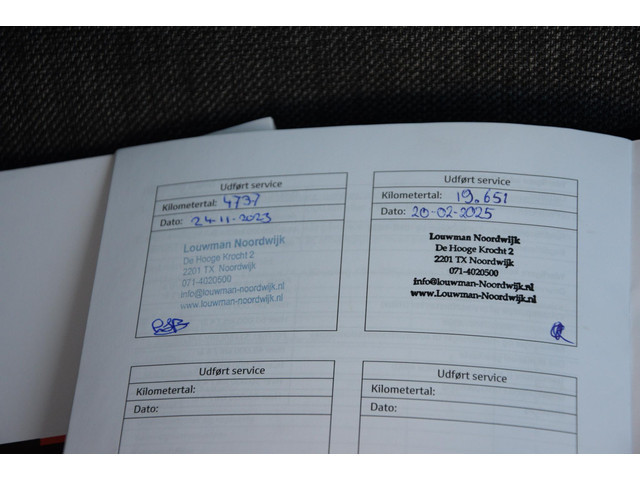 Udført service
Kilometertal: 4737
Dato: 24-11-2023
Louwman Noordwijk
De Hooge Krocht 2
2201 TX Noordwijk
071-4020500
info@louwman-noordwijk.nl
www.louwman-noordwijk.nl
Udført service
Kilometertal: 19.651
Dato: 20-02-2025
Louwman Noordwijk
De Hooge Krocht 2
2201 TX Noordwijk
071-4020500
info@louwman-Noordwijk.nl
www.Louwman-Noordwijk.nl
Udført service
Kilometertal:
Dato:
Udført service
Kilometertal:
Dato: